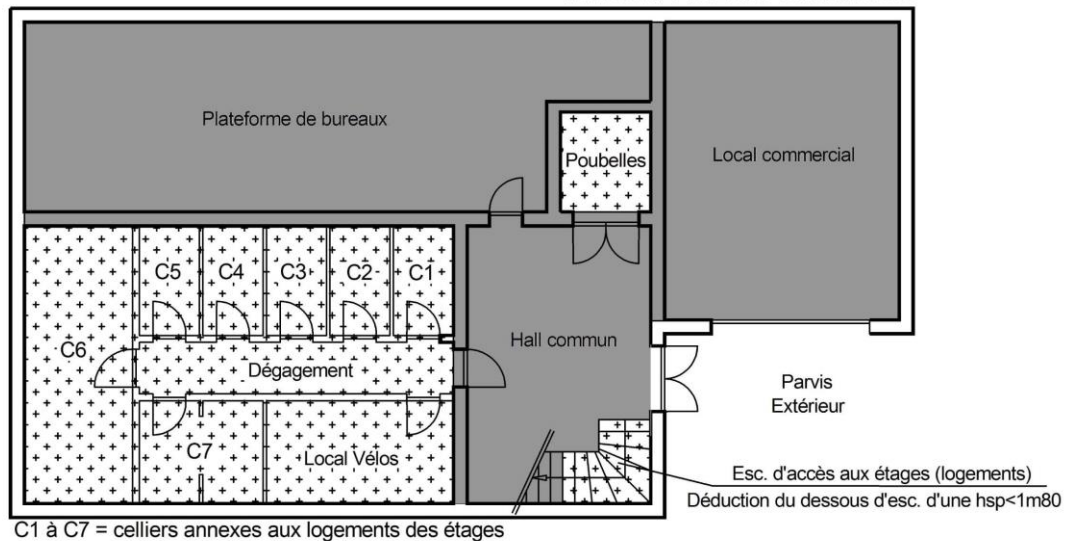 Plateforme de bureaux
Poubelles
Local commercial
C5
C4
C3
C2
C1
C6
Dégagement
Hall commun
Parvis
Extérieur
C7
Local Vélos
Esc. d'accès aux étages (logements)
Déduction du dessous d'esc. d'une hsp<1m80
C1 à C7 = celliers annexes aux logements des étages